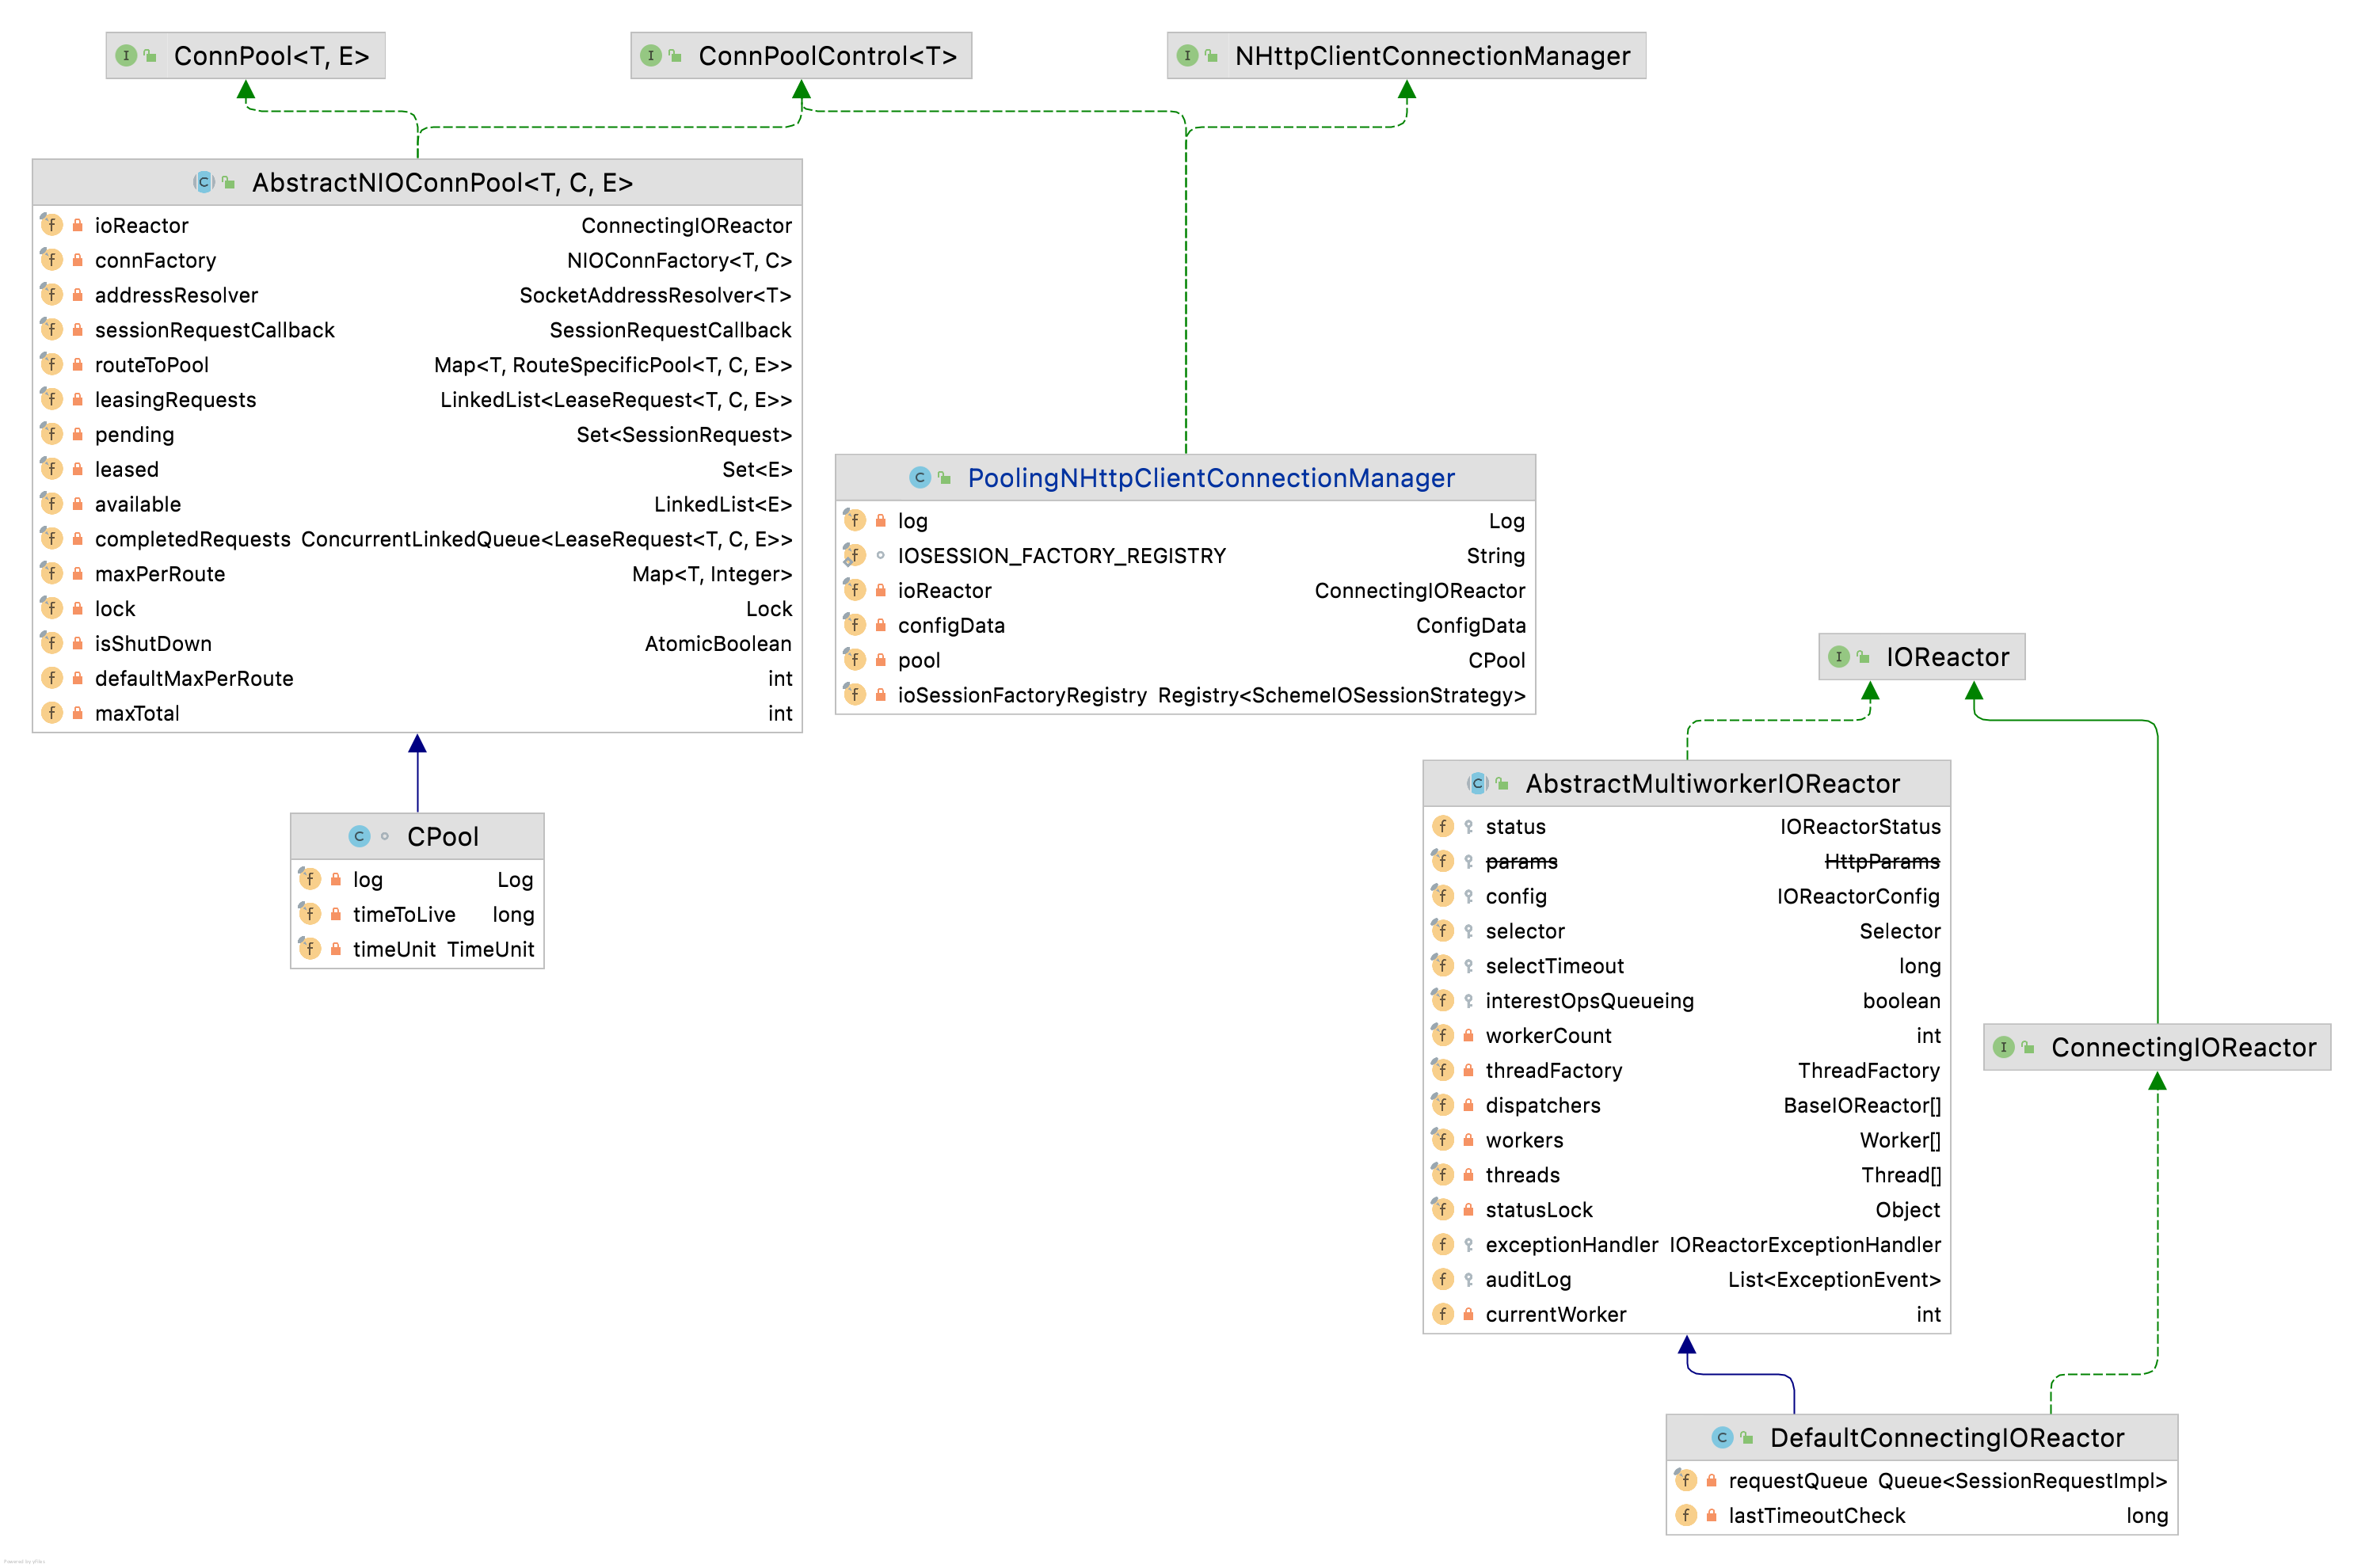 ConnPool<T, E>
ConnPoolControl<T>
NHttpClientConnectionManager
AbstractNIOConnPool<T, C, E>
ioReactor ConnectingIOReactor
connFactory NIOConnFactory<T, C>
addressResolver SocketAddressResolver<T>
sessionRequestCallback SessionRequestCallback
routeToPool Map<T, RouteSpecificPool<T, C, E>>
leasingRequests LinkedList<LeaseRequest<T, C, E>>
pending Set<SessionRequest>
leased Set<E>
available LinkedList<E>
completedRequests ConcurrentLinkedQueue<LeaseRequest<T, C, E>>
maxPerRoute Map<T, Integer>
lock Lock
isShutDown AtomicBoolean
defaultMaxPerRoute int
maxTotal int
PoolingNHttpClientConnectionManager
log Log
IOSESSION_FACTORY_REGISTRY String
ioReactor ConnectingIOReactor
configData ConfigData
pool CPool
ioSessionFactoryRegistry Registry<SchemeIOSessionStrategy>
CPool
log Log
timeToLive long
timeUnit TimeUnit
IOReactor
AbstractMultiworkerIOReactor
status IOReactorStatus
params HttpParams
config IOReactorConfig
selector Selector
selectTimeout long
interestOpsQueueing boolean
workerCount int
threadFactory ThreadFactory
dispatchers BaseIOReactor[]
workers Worker[]
threads Thread[]
statusLock Object
exceptionHandler IOReactorExceptionHandler
auditLog List<ExceptionEvent>
currentWorker int
ConnectingIOReactor
DefaultConnectingIOReactor
requestQueue Queue<SessionRequestImpl>
lastTimeoutCheck long
Powered by yFiles